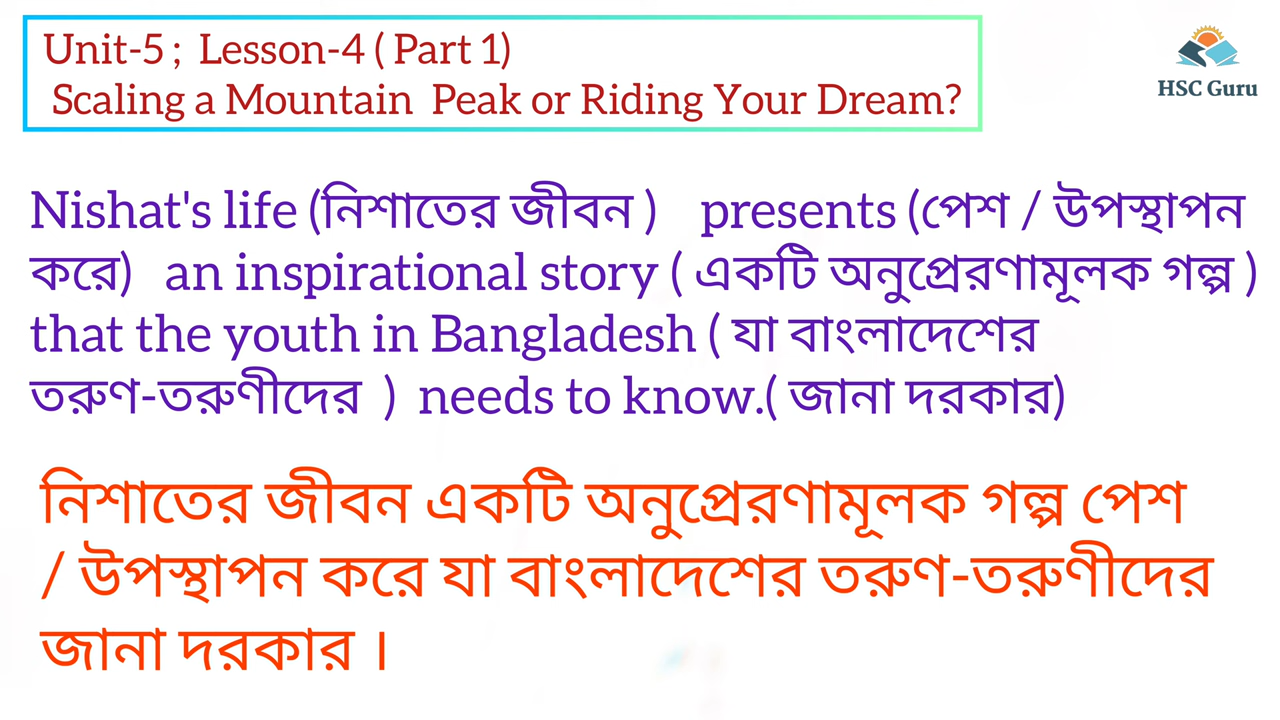 Unit-5 ; Lesson-4 ( Part 1)
Scaling a Mountain Peak or Riding Your Dream?
HSC Guru
Nishat's life (নিশাতের জীবন ) presents (পেশ / উপস্থাপন
করে) an inspirational story ( একটি অনুপ্রেরণামূলক গল্প )
that the youth in Bangladesh ( যা বাংলাদেশের
তরুণ-তরুণীদের ) needs to know.( জানা দরকার)
নিশাতের জীবন একটি অনুপ্রেরণামূলক গল্প পেশ
/ উপস্থাপন করে যা বাংলাদেশের তরুণ-তরুণীদের
জানা দরকার ।